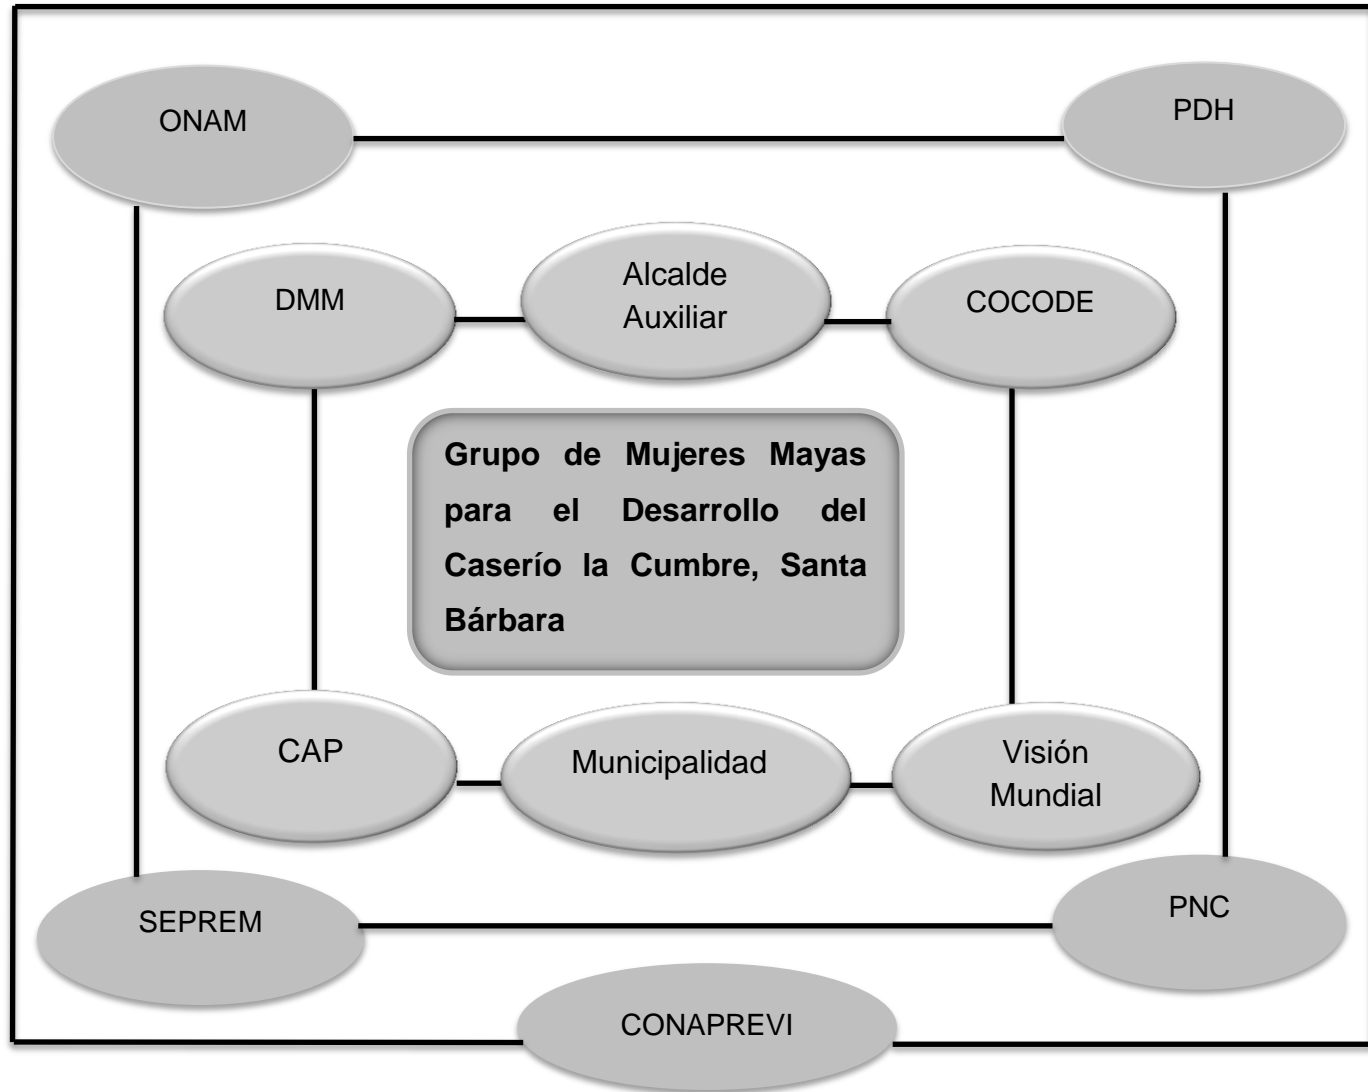 ONAM
PDH
DMM
Alcalde
Auxiliar
COCODE
Grupo de Mujeres Mayas
para el Desarrollo del
Caserío la Cumbre, Santa
Bárbara
CAP
Municipalidad
Visión
Mundial
SEPREM
PNC
CONAPREVI